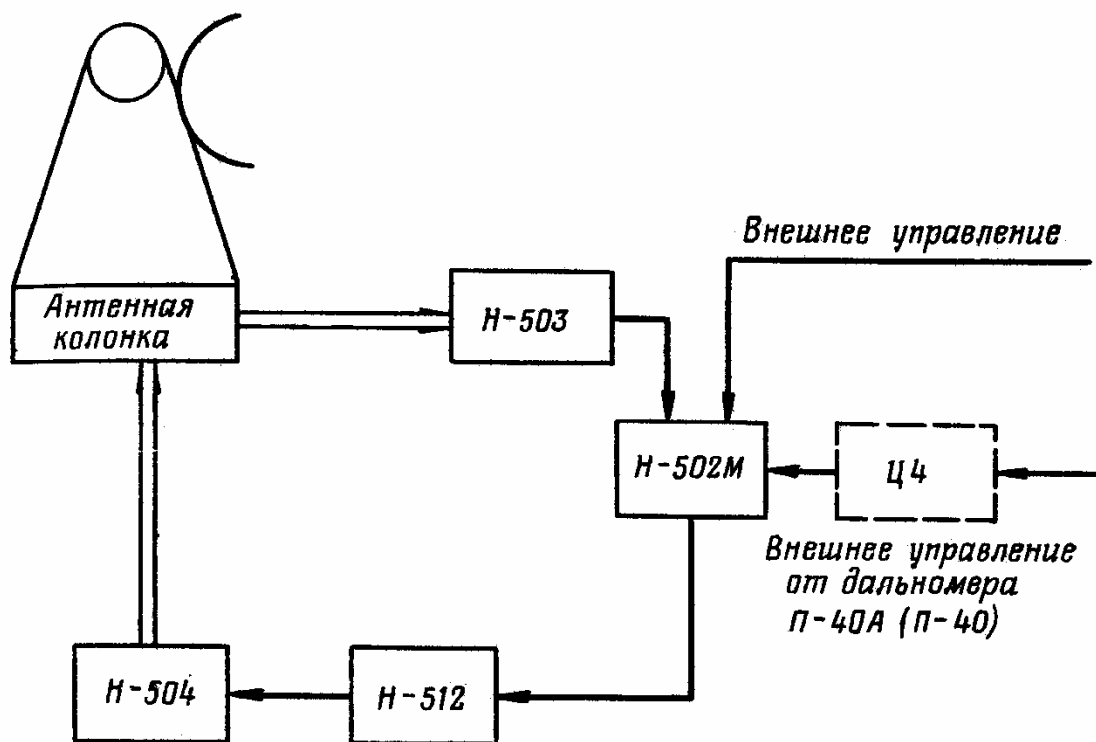 Внешнее управление
Антенная
колонка
Н-503
Н-502М
Ц4
Внешнее управление
от дальномера
П-40А (П-40)
Н-504
Н-512